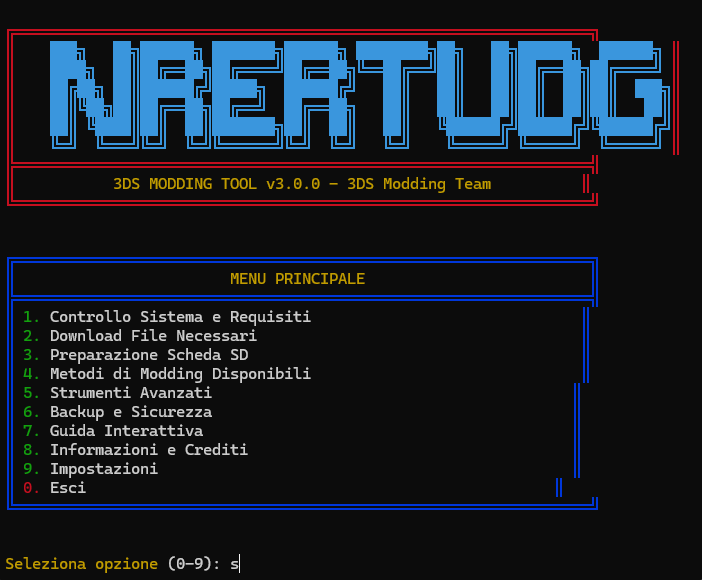 NRERTUDG
3DS MODDING TOOL v3.0.0 - 3DS Modding Team
MENU PRINCIPALE
1. Controllo Sistema e Requisiti
2. Download File Necessari
3. Preparazione Scheda SD
4. Metodi di Modding Disponibili
5. Strumenti Avanzati
6. Backup e Sicurezza
7. Guida Interattiva
8. Informazioni e Crediti
9. Impostazioni
0. Esci
Seleziona opzione (0-9): s